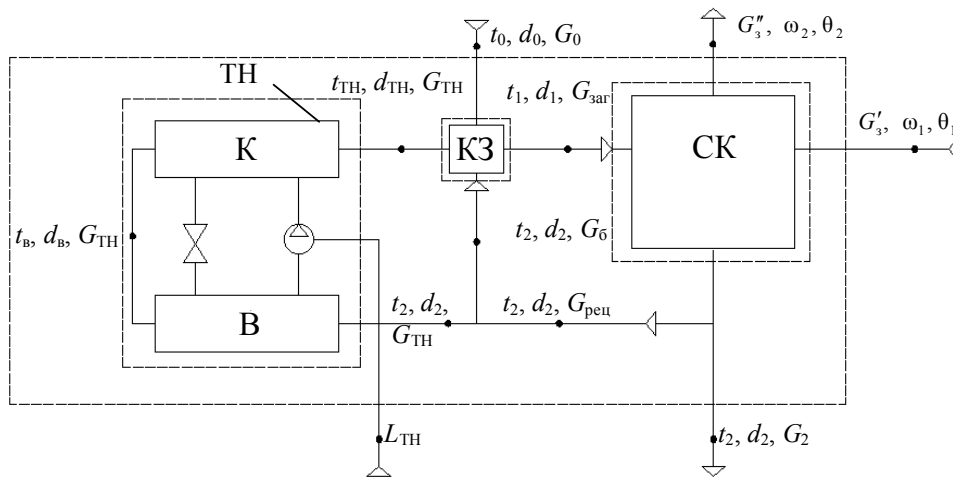 t₀, d₀, G₀
G″з, ω₂, θ₂
ТН
tТН, dТН, GТН
t₁, d₁, Gзаг
G′з, ω₁, θ₁
К
КЗ
СК
tв, dв, GТН
t₂, d₂, Gб
В
t₂, d₂,
GТН
t₂, d₂, Gрец
LТН
t₂, d₂, G₂